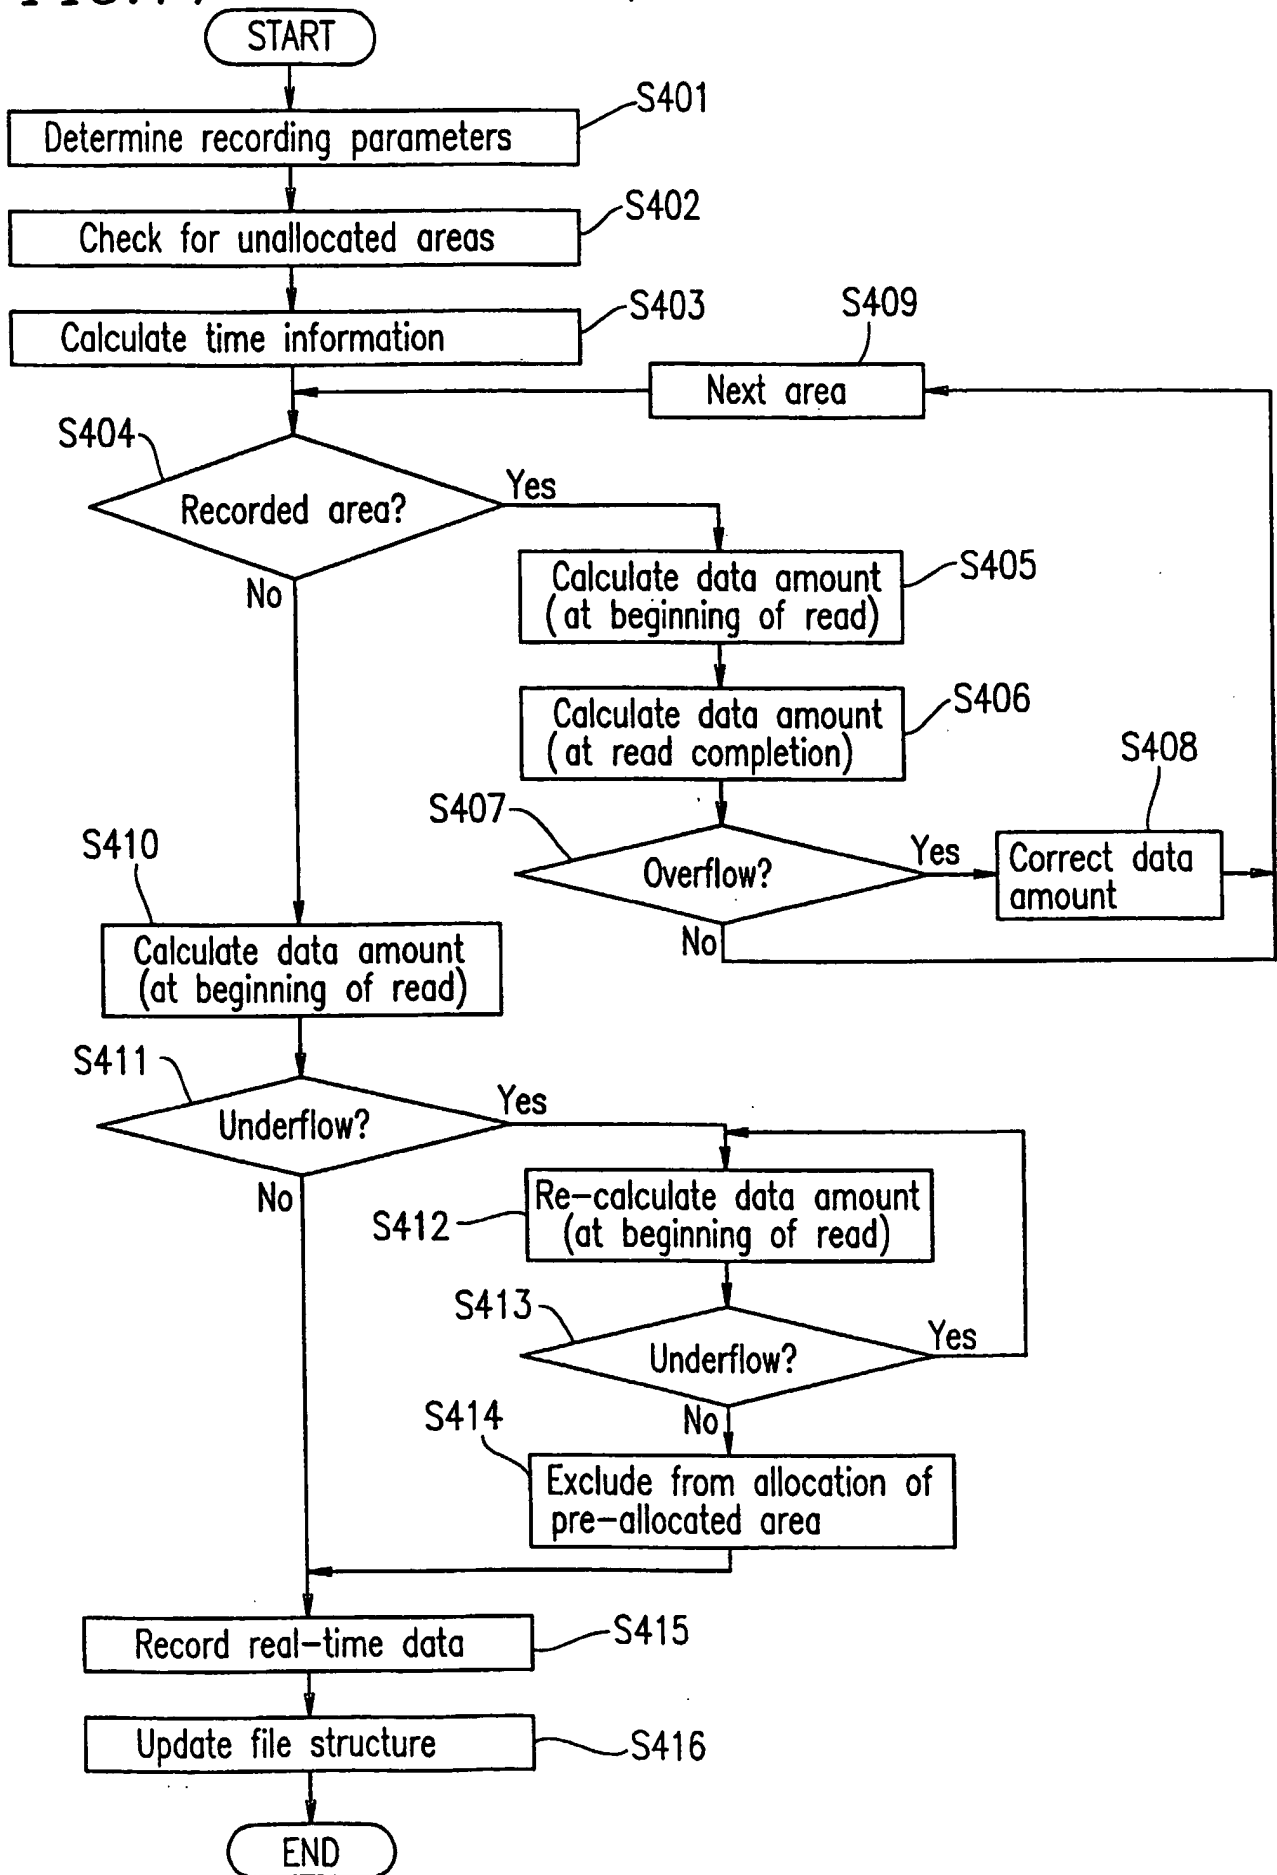 START
S401
Determine recording parameters
S402
Check for unallocated areas
S403
Calculate time information
S409
Next area
S404
Recorded area?
Yes
No
S405
Calculate data amount
(at beginning of read)
S406
Calculate data amount
(at read completion)
S408
Correct data
amount
S407
Overflow?
Yes
No
S410
Calculate data amount
(at beginning of read)
S411
Underflow?
Yes
No
S412
Re-calculate data amount
(at beginning of read)
S413
Underflow?
Yes
No
S414
Exclude from allocation of
pre-allocated area
S415
Record real-time data
S416
Update file structure
END